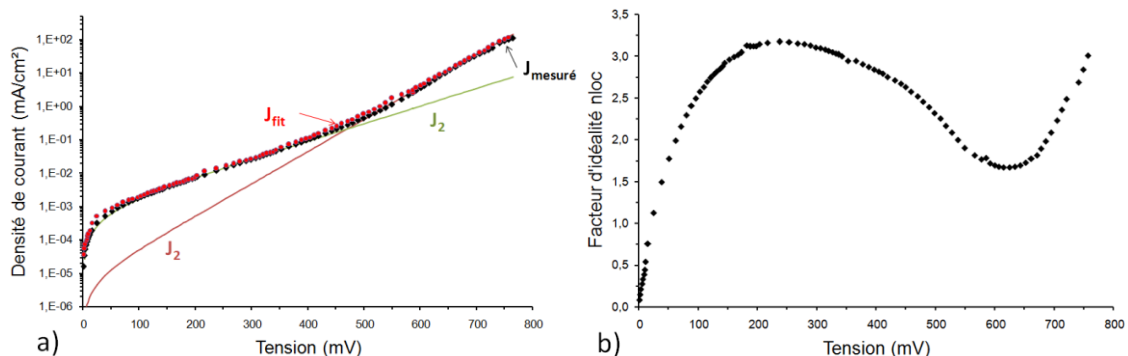 Densité de courant (mA/cm²)
1,E+02
1,E+01
1,E+00
1,E-01
1,E-02
1,E-03
1,E-04
1,E-05
1,E-06
J_mesuré
J_fit
J_2
J_2
0 100 200 300 400 500 600 700 800
Tension (mV)
a)
Facteur d'idéalité nloc
3,5
3,0
2,5
2,0
1,5
1,0
0,5
0,0
0 100 200 300 400 500 600 700 800
Tension (mV)
b)